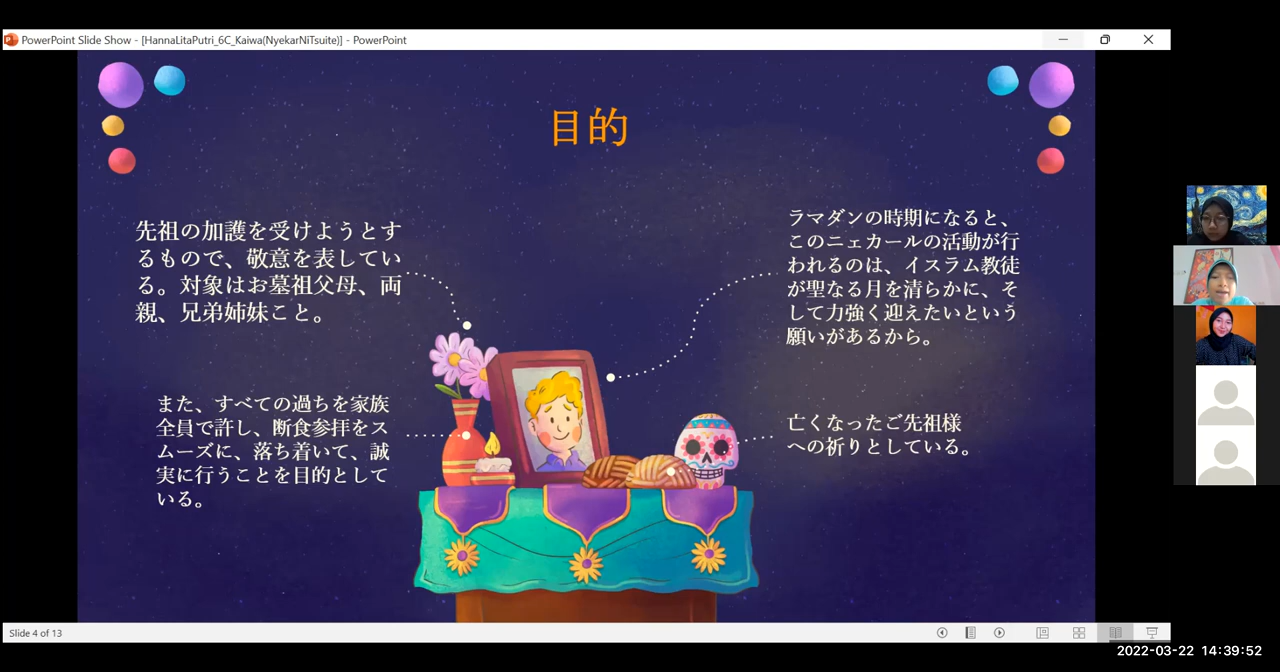 PowerPoint Slide Show - [HannaLitaPutri_6C_Kaiwa(NyekarNiTsuite)] - PowerPoint
目的
先祖の加護を受けようとす
るもので、敬意を表してい
る。対象はお墓祖父母、両
親、兄弟姉妹こと。
また、すべての過ちを家族
全員で許し、断食参拝をス
ムーズに、落ち着いて、誠
実に行うことを目的として
いる。
ラマダンの時期になると、
このニェカールの活動が行
われるのは、イスラム教徒
が聖なる月を清らかに、そ
して力強く迎えたいという
願いがあるから。
亡くなったご先祖様
への祈りとしている。
Slide 4 of 13
2022-03-22 14:39:52